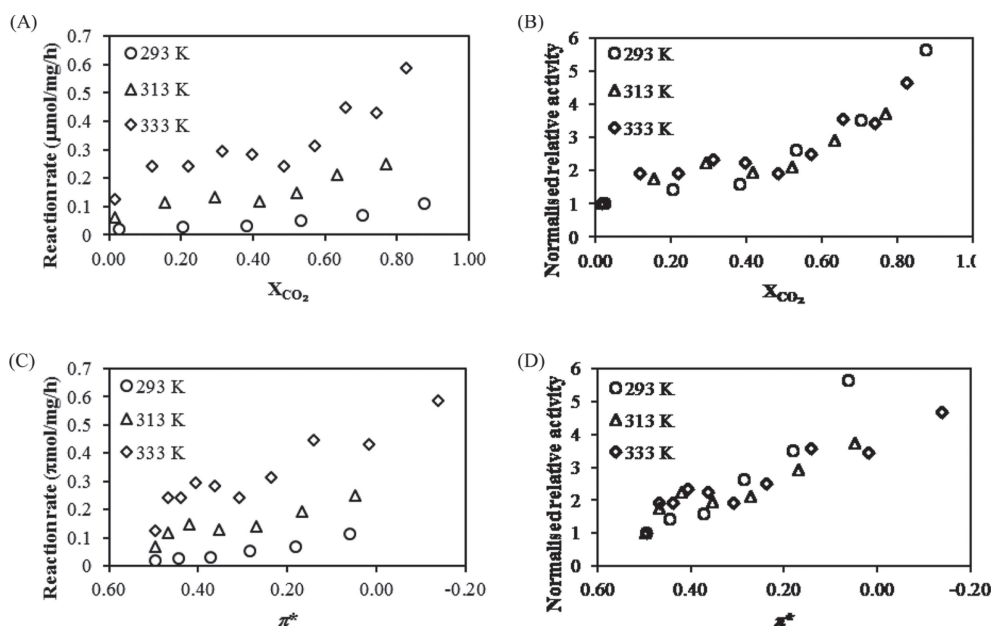 (A)
Reaction rate (μmol/mg/h)
0.7
0.6
0.5
0.4
0.3
0.2
0.1
0
293 K
313 K
333 K
0.00 0.20 0.40 0.60 0.80 1.00
X_CO₂
(B)
Normalised relative activity
6
5
4
3
2
1
0
293 K
313 K
333 K
0.00 0.20 0.40 0.60 0.80 1.0
X_CO₂
(C)
Reaction rate (πmol/mg/h)
0.7
0.6
0.5
0.4
0.3
0.2
0.1
0
293 K
313 K
333 K
0.60 0.40 0.20 0.00 -0.20
π*
(D)
Normalised relative activity
6
5
4
3
2
1
0
293 K
313 K
333 K
0.60 0.40 0.20 0.00 -0.20
π*